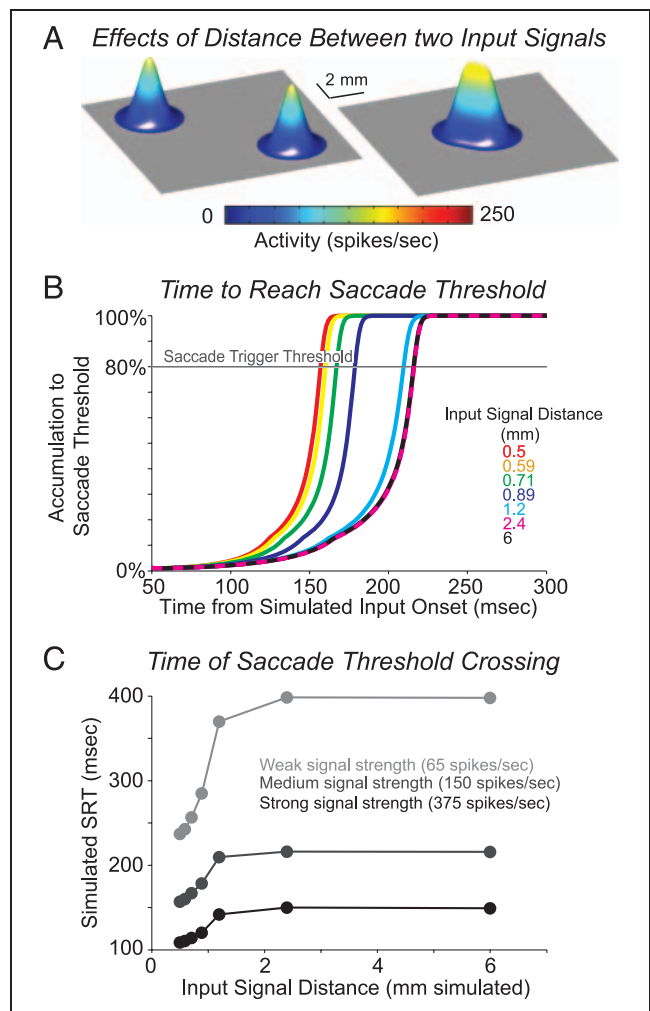 A Effects of Distance Between two Input Signals
2 mm
0 250
Activity (spikes/sec)
B Time to Reach Saccade Threshold
100%
Saccade Trigger Threshold
80%
Accumulation to
Saccade Threshold
Input Signal Distance
(mm)
0.5
0.59
0.71
0.89
1.2
2.4
6
0%
50 100 150 200 250 300
Time from Simulated Input Onset (msec)
C Time of Saccade Threshold Crossing
400
300
200
100
Simulated SRT (msec)
Weak signal strength (65 spikes/sec)
Medium signal strength (150 spikes/sec)
Strong signal strength (375 spikes/sec)
0 2 4 6
Input Signal Distance (mm simulated)